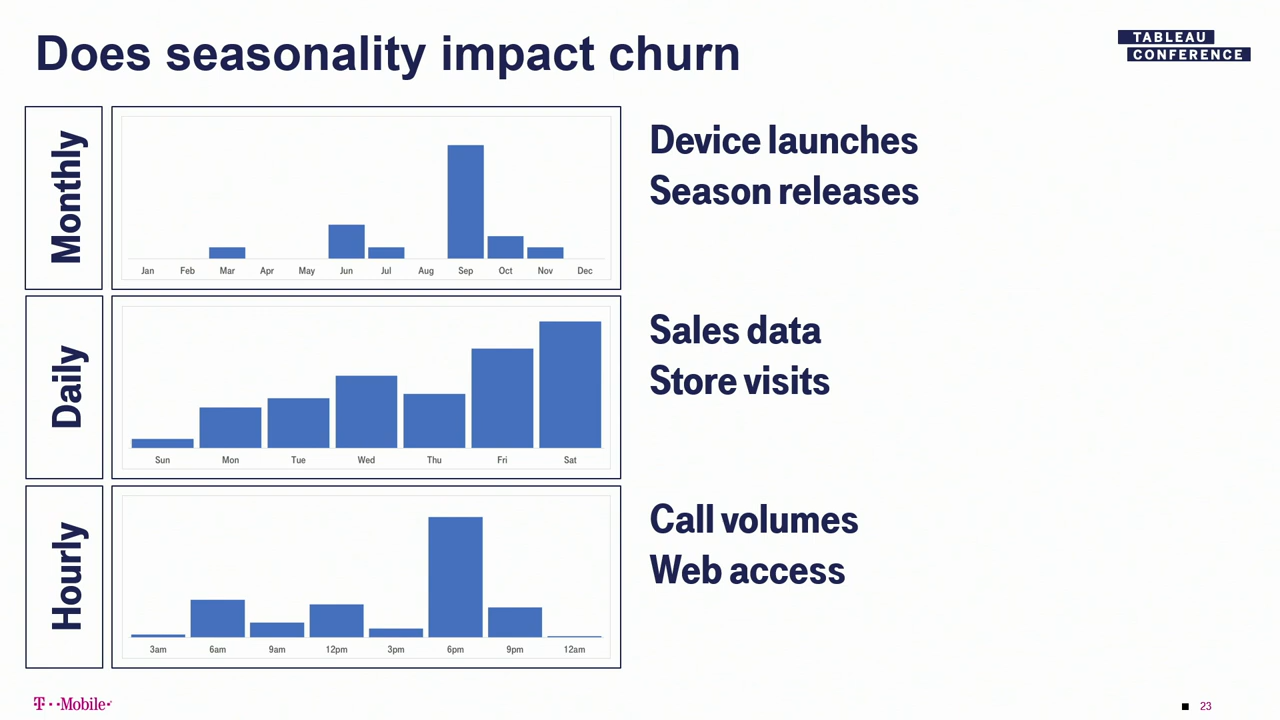 Does seasonality impact churn
TABLEAU
CONFERENCE
Monthly
Jan Feb Mar Apr May Jun Jul Aug Sep Oct Nov Dec
Device launches
Season releases
Daily
Sun Mon Tue Wed Thu Fri Sat
Sales data
Store visits
Hourly
3am 6am 9am 12pm 3pm 6pm 9pm 12am
Call volumes
Web access
T··Mobile·
23